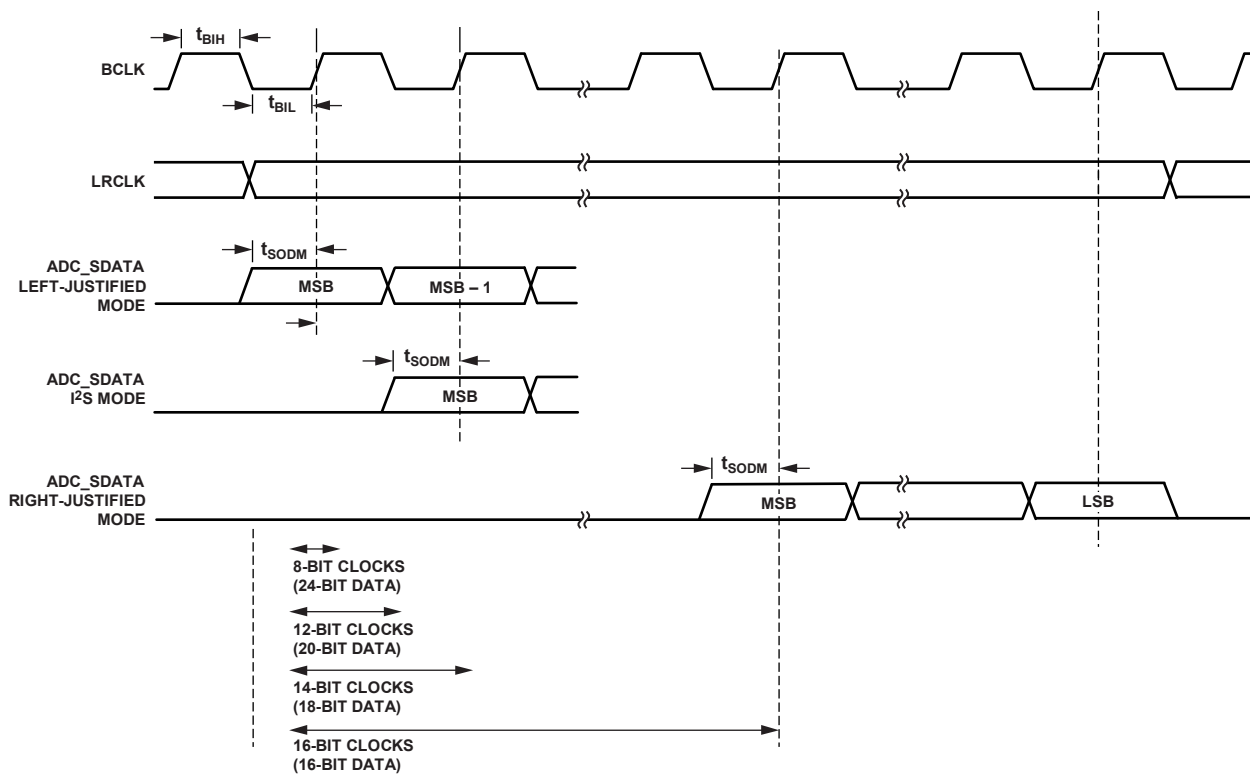 tBIH
BCLK
tBIL
LRCLK
tSODM
ADC_SDATA
LEFT-JUSTIFIED
MODE
MSB
MSB – 1
tSODM
ADC_SDATA
I²S MODE
MSB
tSODM
ADC_SDATA
RIGHT-JUSTIFIED
MODE
MSB
LSB
8-BIT CLOCKS
(24-BIT DATA)
12-BIT CLOCKS
(20-BIT DATA)
14-BIT CLOCKS
(18-BIT DATA)
16-BIT CLOCKS
(16-BIT DATA)